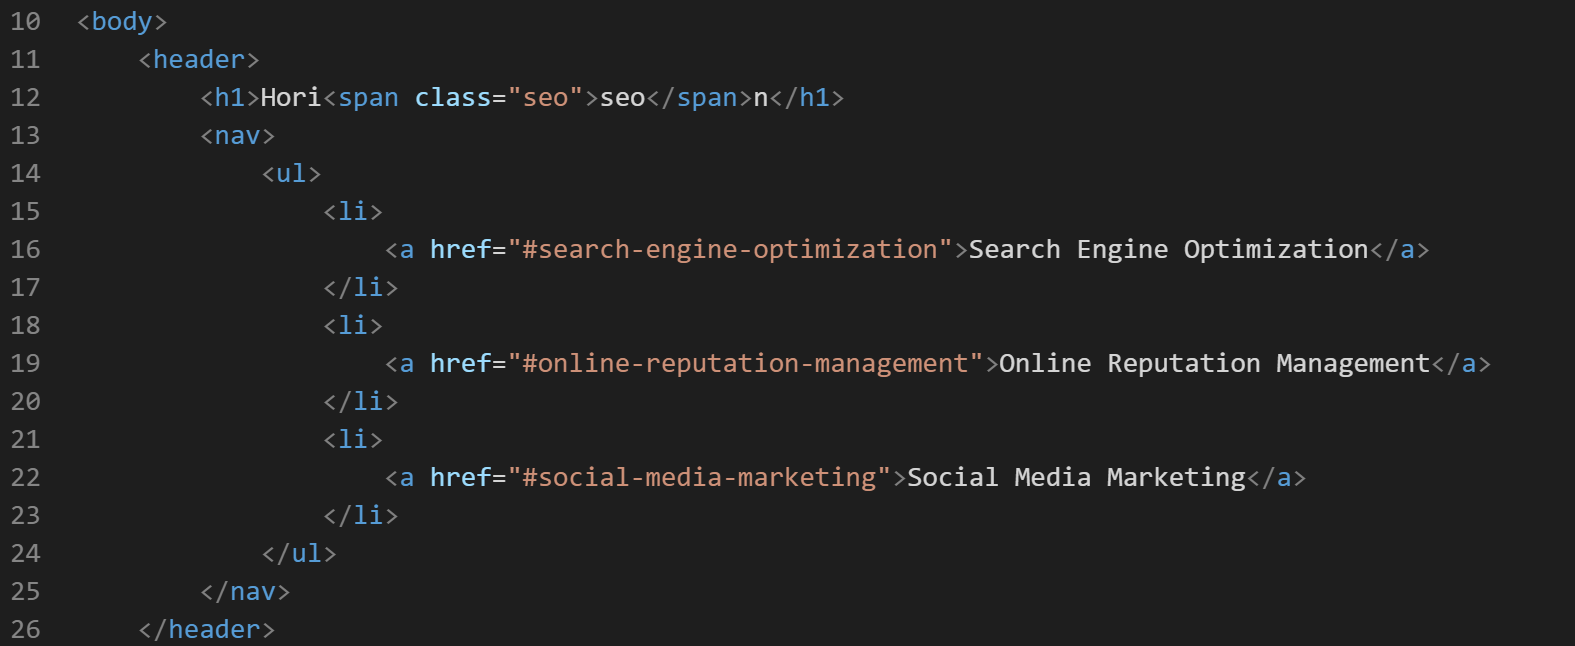 10 <body>
11     <header>
12         <h1>Hori<span class="seo">seo</span>n</h1>
13         <nav>
14             <ul>
15                 <li>
16                     <a href="#search-engine-optimization">Search Engine Optimization</a>
17                 </li>
18                 <li>
19                     <a href="#online-reputation-management">Online Reputation Management</a>
20                 </li>
21                 <li>
22                     <a href="#social-media-marketing">Social Media Marketing</a>
23                 </li>
24             </ul>
25         </nav>
26     </header>